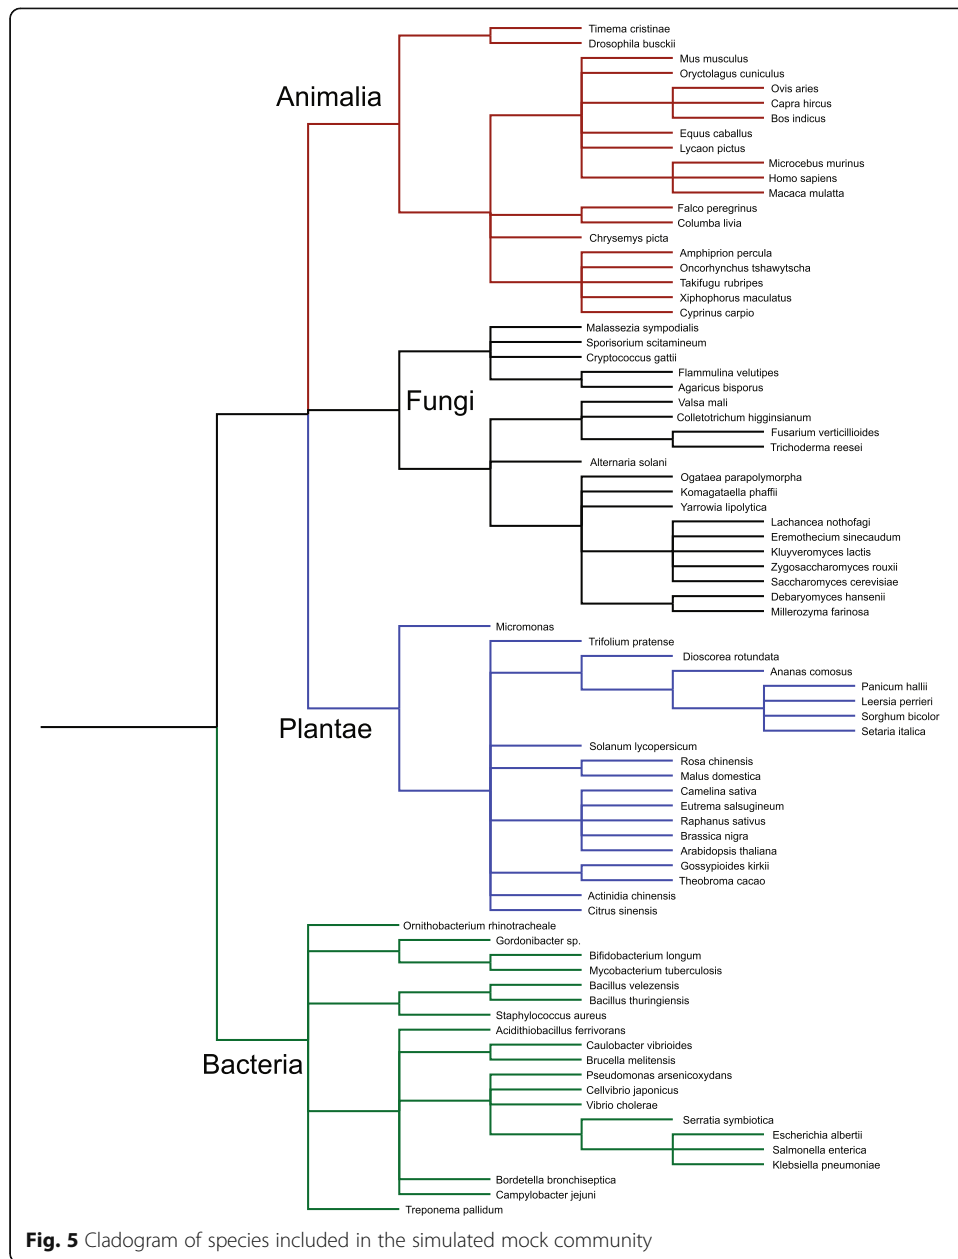 Timema cristinae
Drosophila busckii
Mus musculus
Oryctolagus cuniculus
Ovis aries
Animalia
Capra hircus
Bos indicus
Equus caballus
Lycaon pictus
Microcebus murinus
Homo sapiens
Macaca mulatta
Falco peregrinus
Columba livia
Chrysemys picta
Amphiprion percula
Oncorhynchus tshawytscha
Takifugu rubripes
Xiphophorus maculatus
Cyprinus carpio
Malassezia sympodialis
Sporisorium scitamineum
Cryptococcus gattii
Flammulina velutipes
Agaricus bisporus
Fungi
Valsa mali
Colletotrichum higginsianum
Fusarium verticillioides
Trichoderma reesei
Alternaria solani
Ogataea parapolymorpha
Komagataella phaffii
Yarrowia lipolytica
Lachancea nothofagi
Eremothecium sinecaudum
Kluyveromyces lactis
Zygosaccharomyces rouxii
Saccharomyces cerevisiae
Debaryomyces hansenii
Millerozyma farinosa
Micromonas
Trifolium pratense
Dioscorea rotundata
Ananas comosus
Panicum hallii
Leersia perrieri
Sorghum bicolor
Plantae
Setaria italica
Solanum lycopersicum
Rosa chinensis
Malus domestica
Camelina sativa
Eutrema salsugineum
Raphanus sativus
Brassica nigra
Arabidopsis thaliana
Gossypioides kirkii
Theobroma cacao
Actinidia chinensis
Citrus sinensis
Ornithobacterium rhinotracheale
Gordonibacter sp.
Bifidobacterium longum
Mycobacterium tuberculosis
Bacillus velezensis
Bacillus thuringiensis
Staphylococcus aureus
Acidithiobacillus ferrivorans
Caulobacter vibrioides
Brucella melitensis
Bacteria
Pseudomonas arsenicoxydans
Cellvibrio japonicus
Vibrio cholerae
Serratia symbiotica
Escherichia albertii
Salmonella enterica
Klebsiella pneumoniae
Bordetella bronchiseptica
Campylobacter jejuni
Treponema pallidum
Fig. 5 Cladogram of species included in the simulated mock community